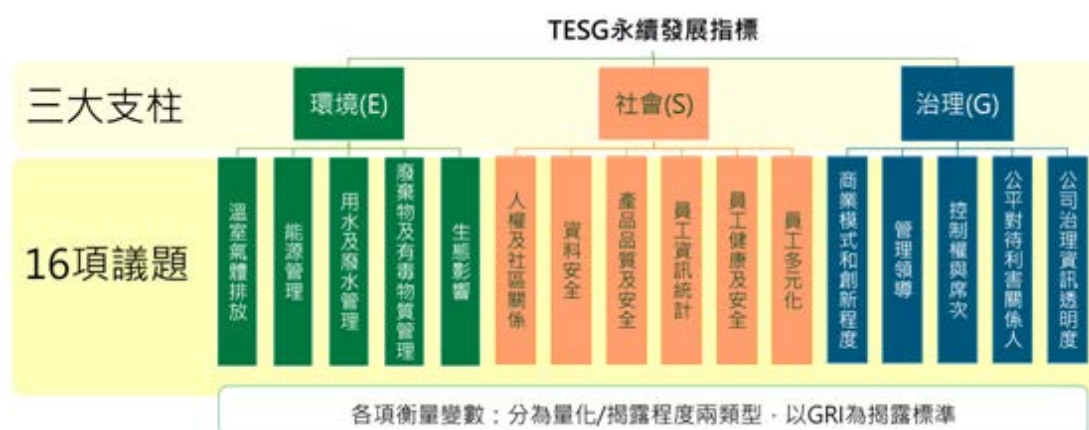 TESG永續發展指標
三大支柱
環境(E)
社會(S)
治理(G)
16項議題
溫室氣體排放
能源管理
用水及廢水管理
廢棄物及有毒物質管理
生態影響
人權及社區關係
資料安全
產品品質及安全
員工資訊統計
員工健康及安全
員工多元化
商業模式和創新程度
管理領導
控制權與席次
公平對待利害關係人
公司治理資訊透明度
各項衡量變數：分為量化/揭露程度兩類型，以GRI為揭露標準